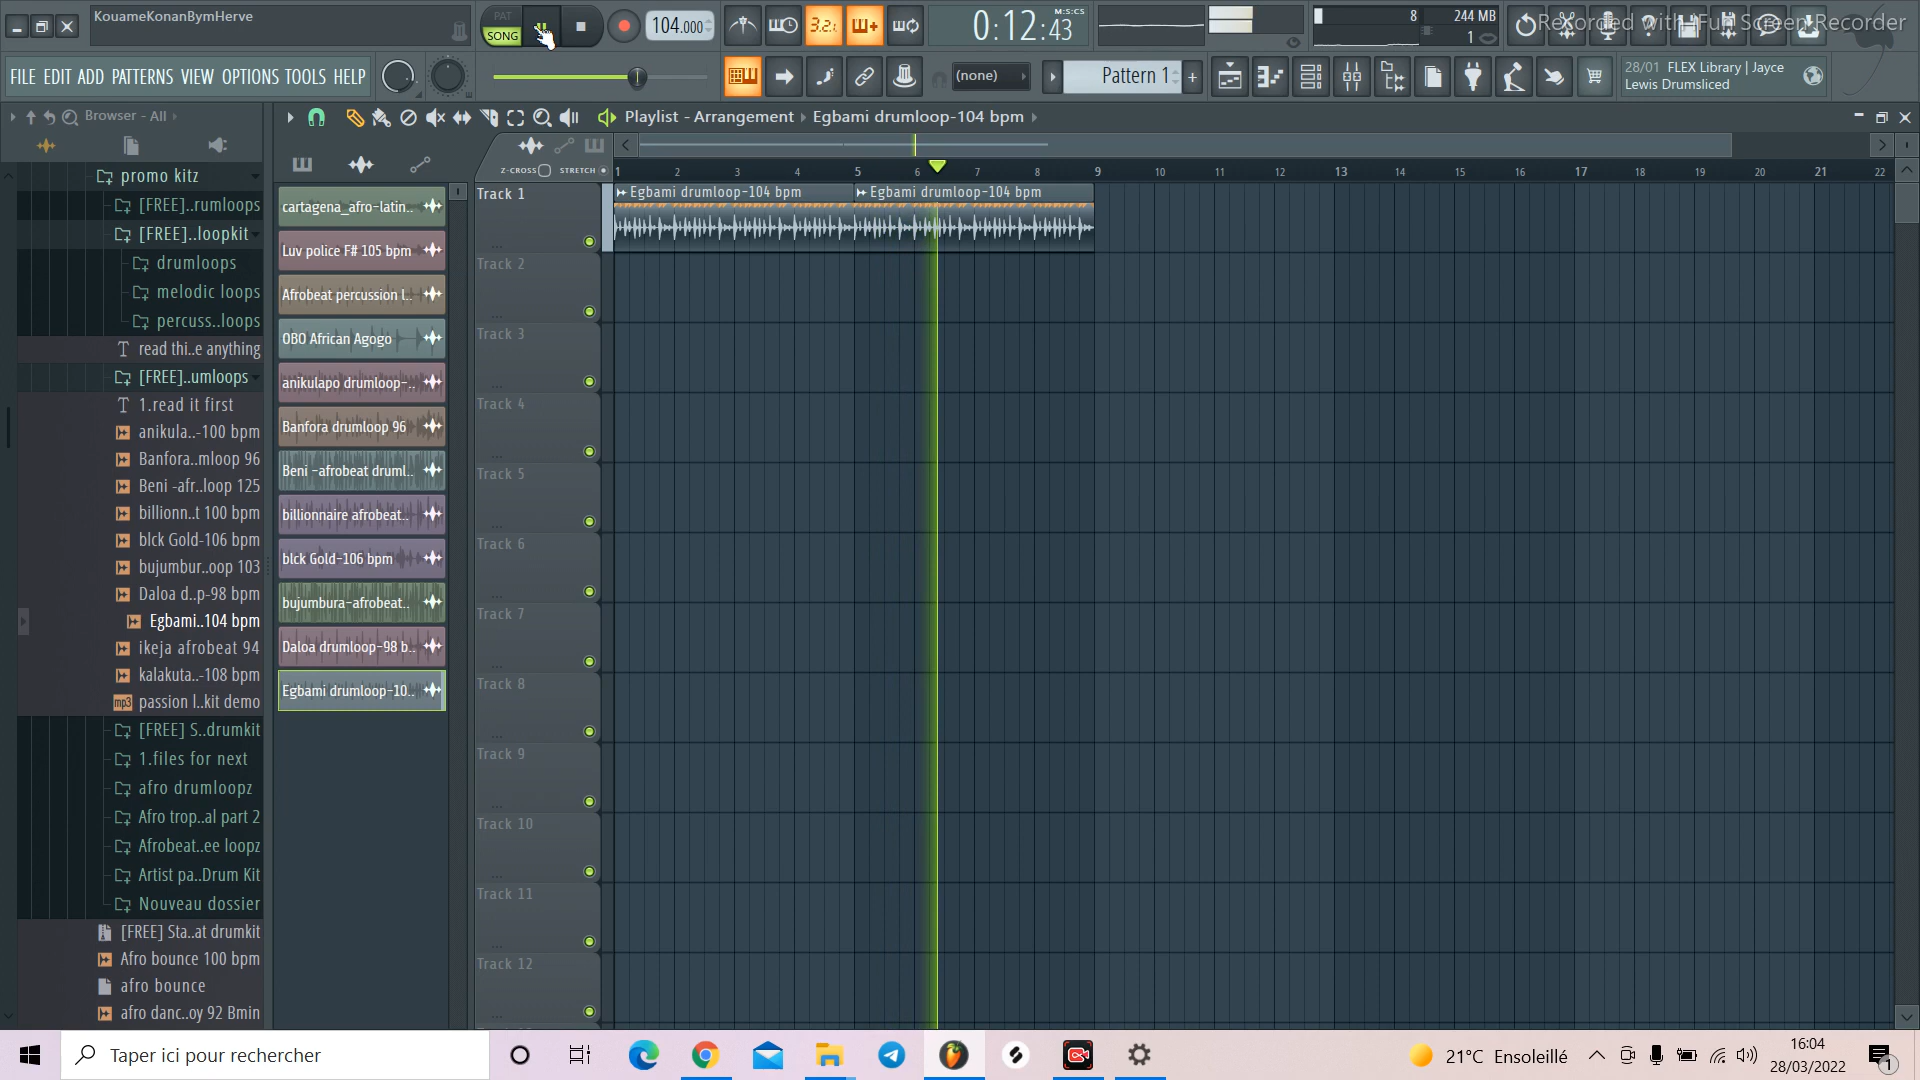 KouameKonanBymHerve
PAT
SONG
104.000
3.2.
0:12:43
M:S:CS
8
244 MB
1
Recorded with iFun Screen Recorder
FILE EDIT ADD PATTERNS VIEW OPTIONS TOOLS HELP
(none)
Pattern 1
+
28/01 FLEX Library | Jayce
Lewis Drumsliced
Browser - All
Playlist - Arrangement › Egbami drumloop-104 bpm ›
Z-CROSS STRETCH
1 2 3 4 5 6 7 8 9 10 11 12 13 14 15 16 17 18 19 20 21 22
promo kitz
[FREE]..rumloops
[FREE]..loopkit
drumloops
melodic loops
percuss..loops
read thi..e anything
[FREE]..umloops
1.read it first
anikula..-100 bpm
Banfora..mloop 96
Beni -afr..loop 125
billionn..t 100 bpm
blck Gold-106 bpm
bujumbur..oop 103
Daloa d..p-98 bpm
Egbami..104 bpm
ikeja afrobeat 94
kalakuta..-108 bpm
mp3 passion l..kit demo
[FREE] S..drumkit
1.files for next
afro drumloopz
Afro trop..al part 2
Afrobeat..ee loopz
Artist pa..Drum Kit
Nouveau dossier
[FREE] Sta..at drumkit
Afro bounce 100 bpm
afro bounce
afro danc..oy 92 Bmin
cartagena_afro-latin..
Luv police F# 105 bpm
Afrobeat percussion l..
OBO African Agogo
anikulapo drumloop-..
Banfora drumloop 96
Beni -afrobeat druml..
billionnaire afrobeat..
blck Gold-106 bpm
bujumbura-afrobeat..
Daloa drumloop-98 b..
Egbami drumloop-10..
Track 1
Egbami drumloop-104 bpm
Egbami drumloop-104 bpm
Track 2
Track 3
Track 4
Track 5
Track 6
Track 7
Track 8
Track 9
Track 10
Track 11
Track 12
Taper ici pour rechercher
21°C Ensoleillé
16:04
28/03/2022
1